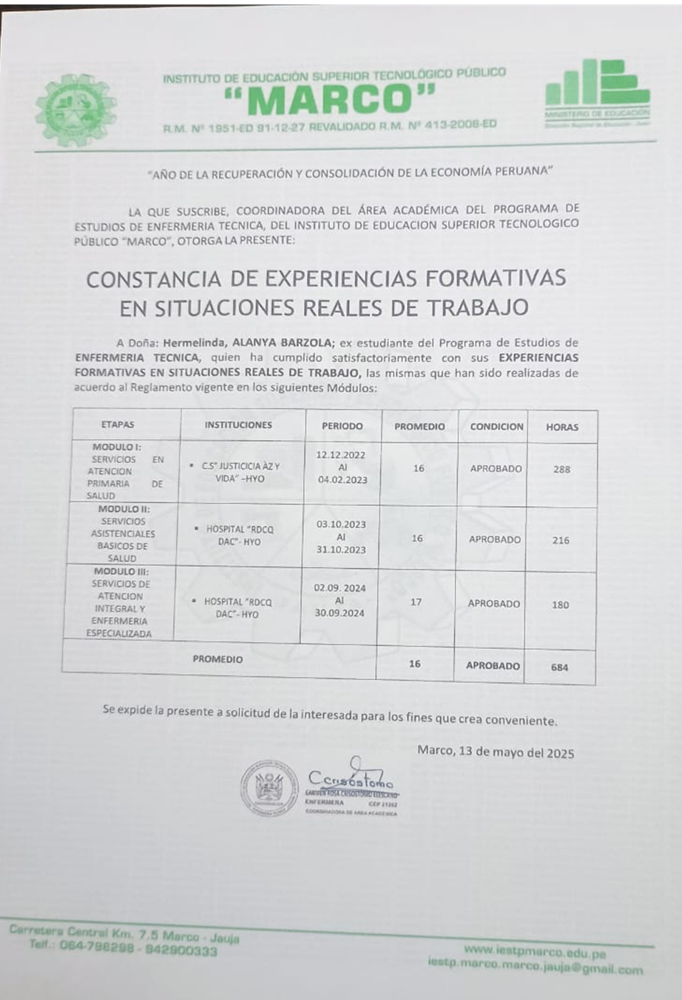 INSTITUTO DE EDUCACIÓN SUPERIOR TECNOLÓGICO PÚBLICO
"MARCO"
R.M. Nº 1951-ED 91-12-27 REVALIDADO R.M. Nº 413-2006-ED
MINISTERIO DE EDUCACIÓN
"AÑO DE LA RECUPERACIÓN Y CONSOLIDACIÓN DE LA ECONOMÍA PERUANA"
LA QUE SUSCRIBE, COORDINADORA DEL ÁREA ACADÉMICA DEL PROGRAMA DE
ESTUDIOS DE ENFERMERIA TECNICA, DEL INSTITUTO DE EDUCACION SUPERIOR TECNOLOGICO
PÚBLICO "MARCO", OTORGA LA PRESENTE:
CONSTANCIA DE EXPERIENCIAS FORMATIVAS
EN SITUACIONES REALES DE TRABAJO
A Doña: Hermelinda, ALANYA BARZOLA; ex estudiante del Programa de Estudios de
ENFERMERIA TECNICA, quien ha cumplido satisfactoriamente con sus EXPERIENCIAS
FORMATIVAS EN SITUACIONES REALES DE TRABAJO, las mismas que han sido realizadas de
acuerdo al Reglamento vigente en los siguientes Módulos:
ETAPAS INSTITUCIONES PERIODO PROMEDIO CONDICION HORAS
MODULO I:
SERVICIOS EN
ATENCION
PRIMARIA DE
SALUD
• C.S" JUSTICICIA ÀZ Y
VIDA" –HYO
12.12.2022
Al
04.02.2023
16
APROBADO
288
MODULO II:
SERVICIOS
ASISTENCIALES
BASICOS DE
SALUD
• HOSPITAL "RDCQ
DAC"- HYO
03.10.2023
Al
31.10.2023
16
APROBADO
216
MODULO III:
SERVICIOS DE
ATENCION
INTEGRAL Y
ENFERMERIA
ESPECIALIZADA
• HOSPITAL "RDCQ
DAC"- HYO
02.09. 2024
Al
30.09.2024
17
APROBADO
180
PROMEDIO 16 APROBADO 684
Se expide la presente a solicitud de la interesada para los fines que crea conveniente.
Marco, 13 de mayo del 2025
Ccrisóstomo
CARMEN ROSA CRISOSTOMO
ENFERMERA CEP
COORDINADORA DE AREA ACADÉMICA
Carretera Central Km. 7.5 Marco - Jauja
Telf.: 064-796298 - 942900333
www.iestpmarco.edu.pe
iestp.marco.marco.jauja@gmail.com